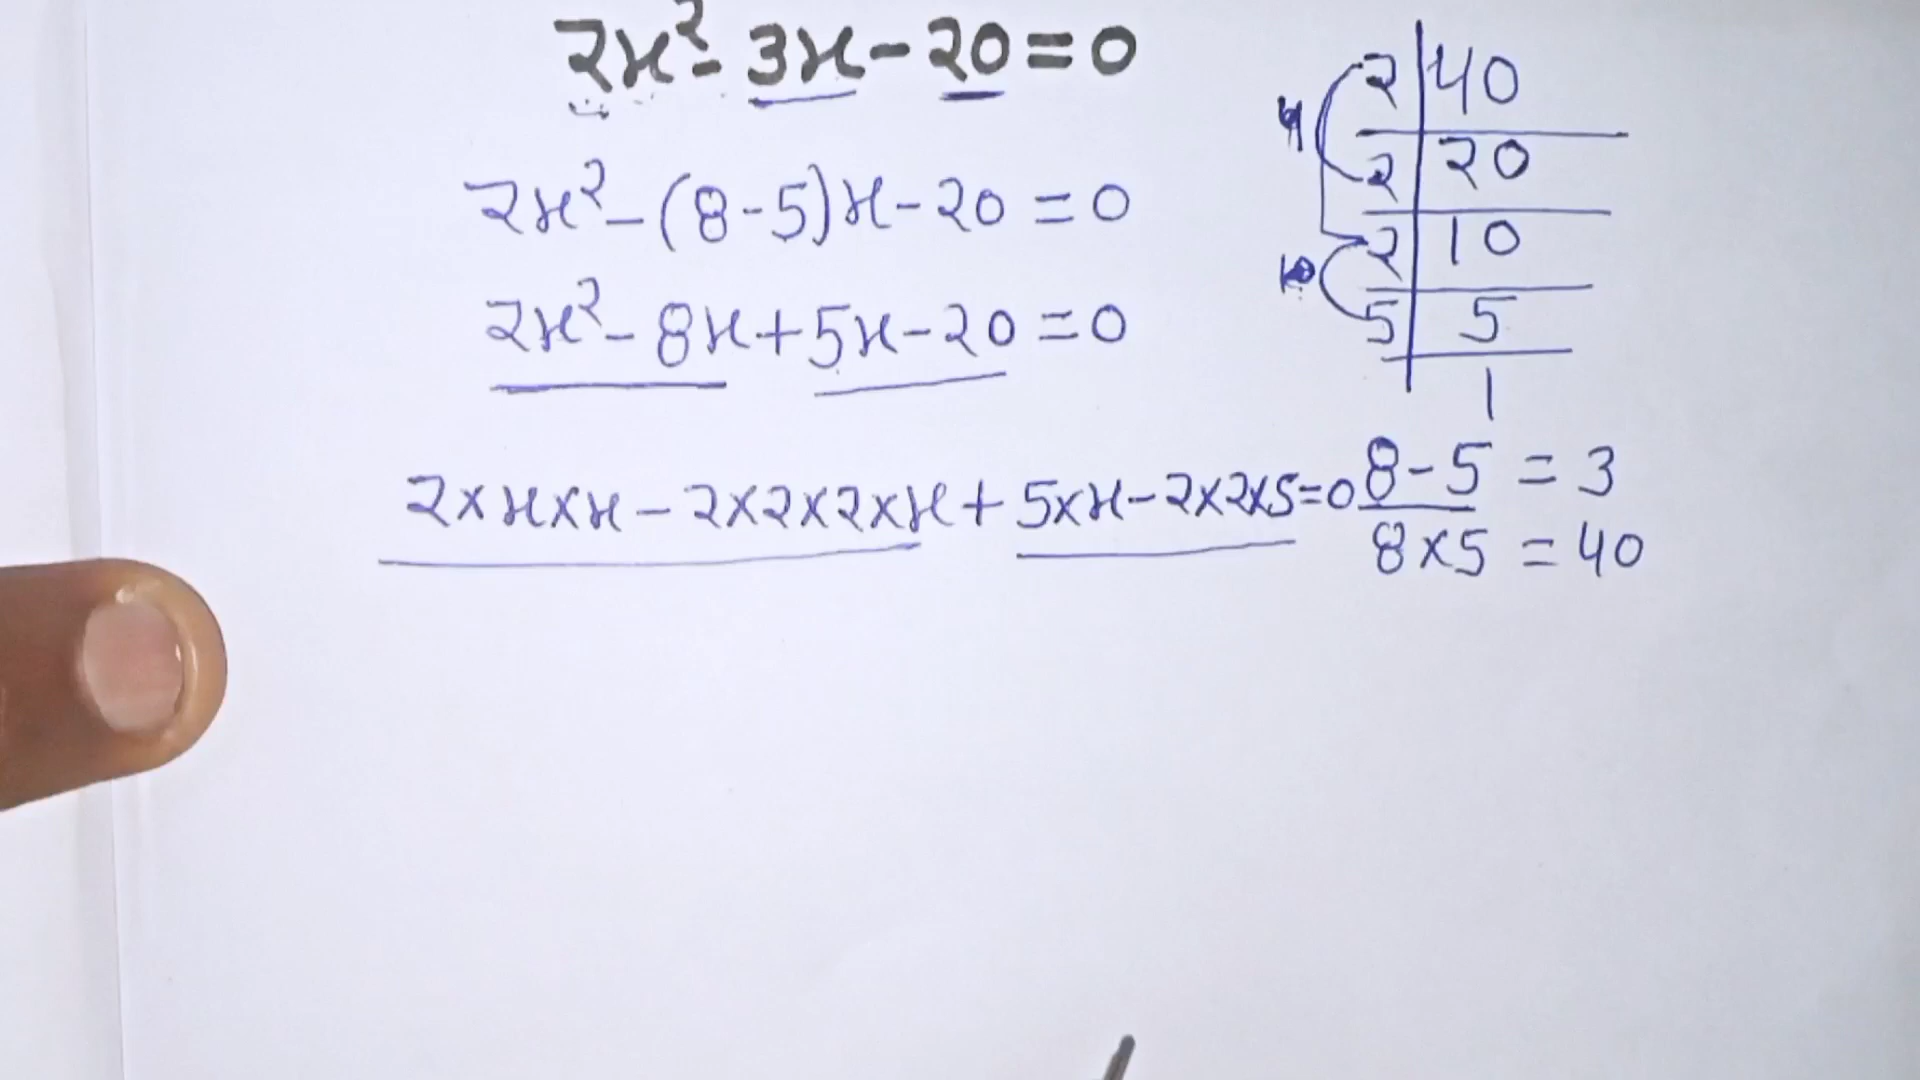 2x² - 3x - 20 = 0
2x² - (8-5)x - 20 = 0
2x² - 8x + 5x - 20 = 0
2×x×x - 2×2×2×x + 5×x - 2×2×5 = 0
2 | 40
2 | 20
2 | 10
5 | 5
1
8 - 5 = 3
8 × 5 = 40